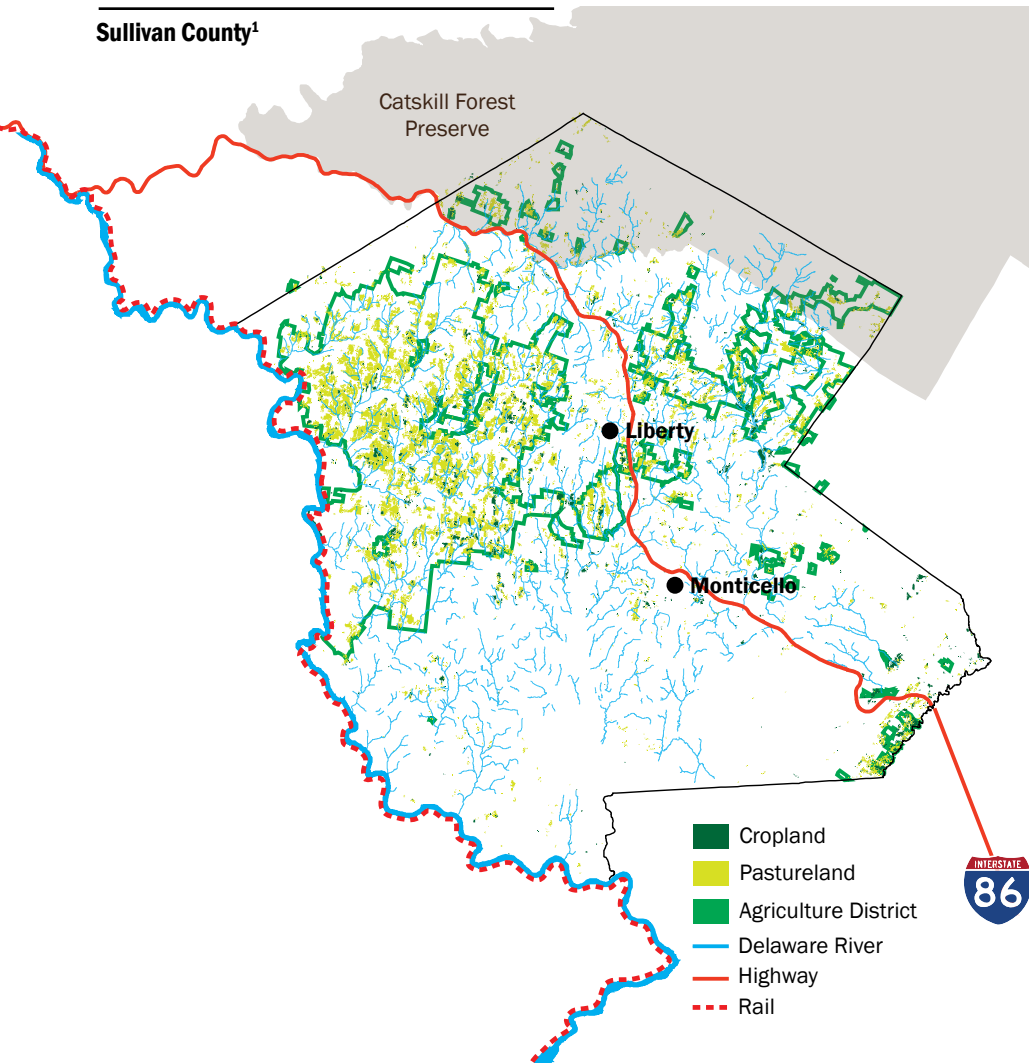 Sullivan County¹
Catskill Forest
Preserve
Liberty
Monticello
Cropland
Pastureland
Agriculture District
Delaware River
Highway
Rail
INTERSTATE
86